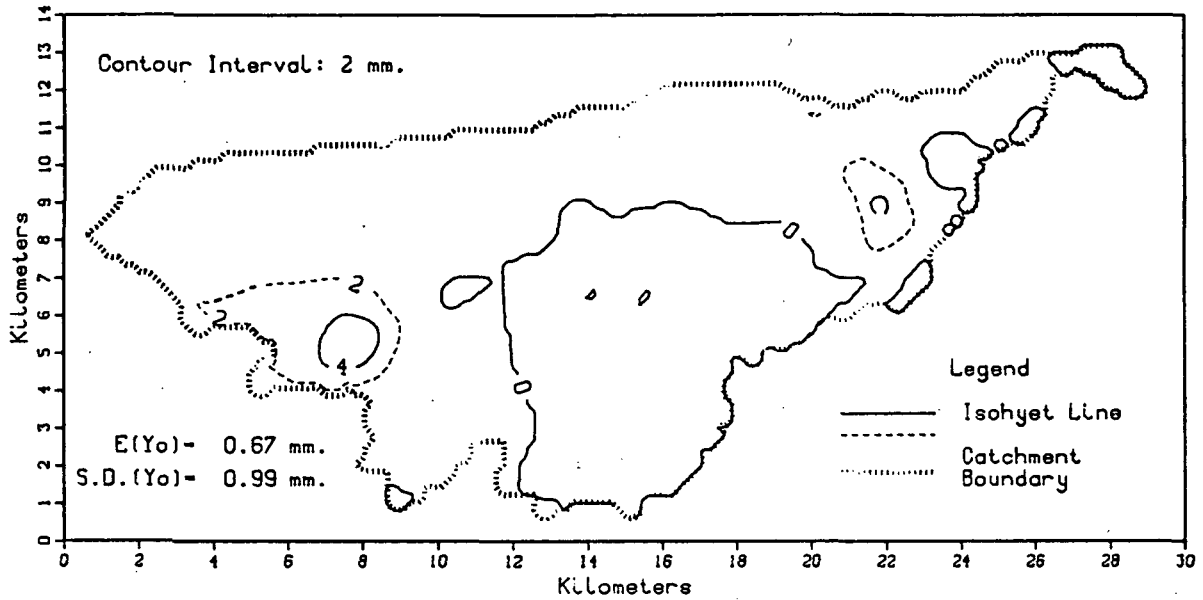 Contour Interval: 2 mm.
14
13
12
11
10
9
8
7
6
5
4
3
2
1
0
Kilometers
2
2
4
0
0
E(Yo)= 0.67 mm.
S.D.(Yo)= 0.99 mm.
Legend
Isohyet Line
Catchment
Boundary
0 2 4 6 8 10 12 14 16 18 20 22 24 26 28 30
Kilometers